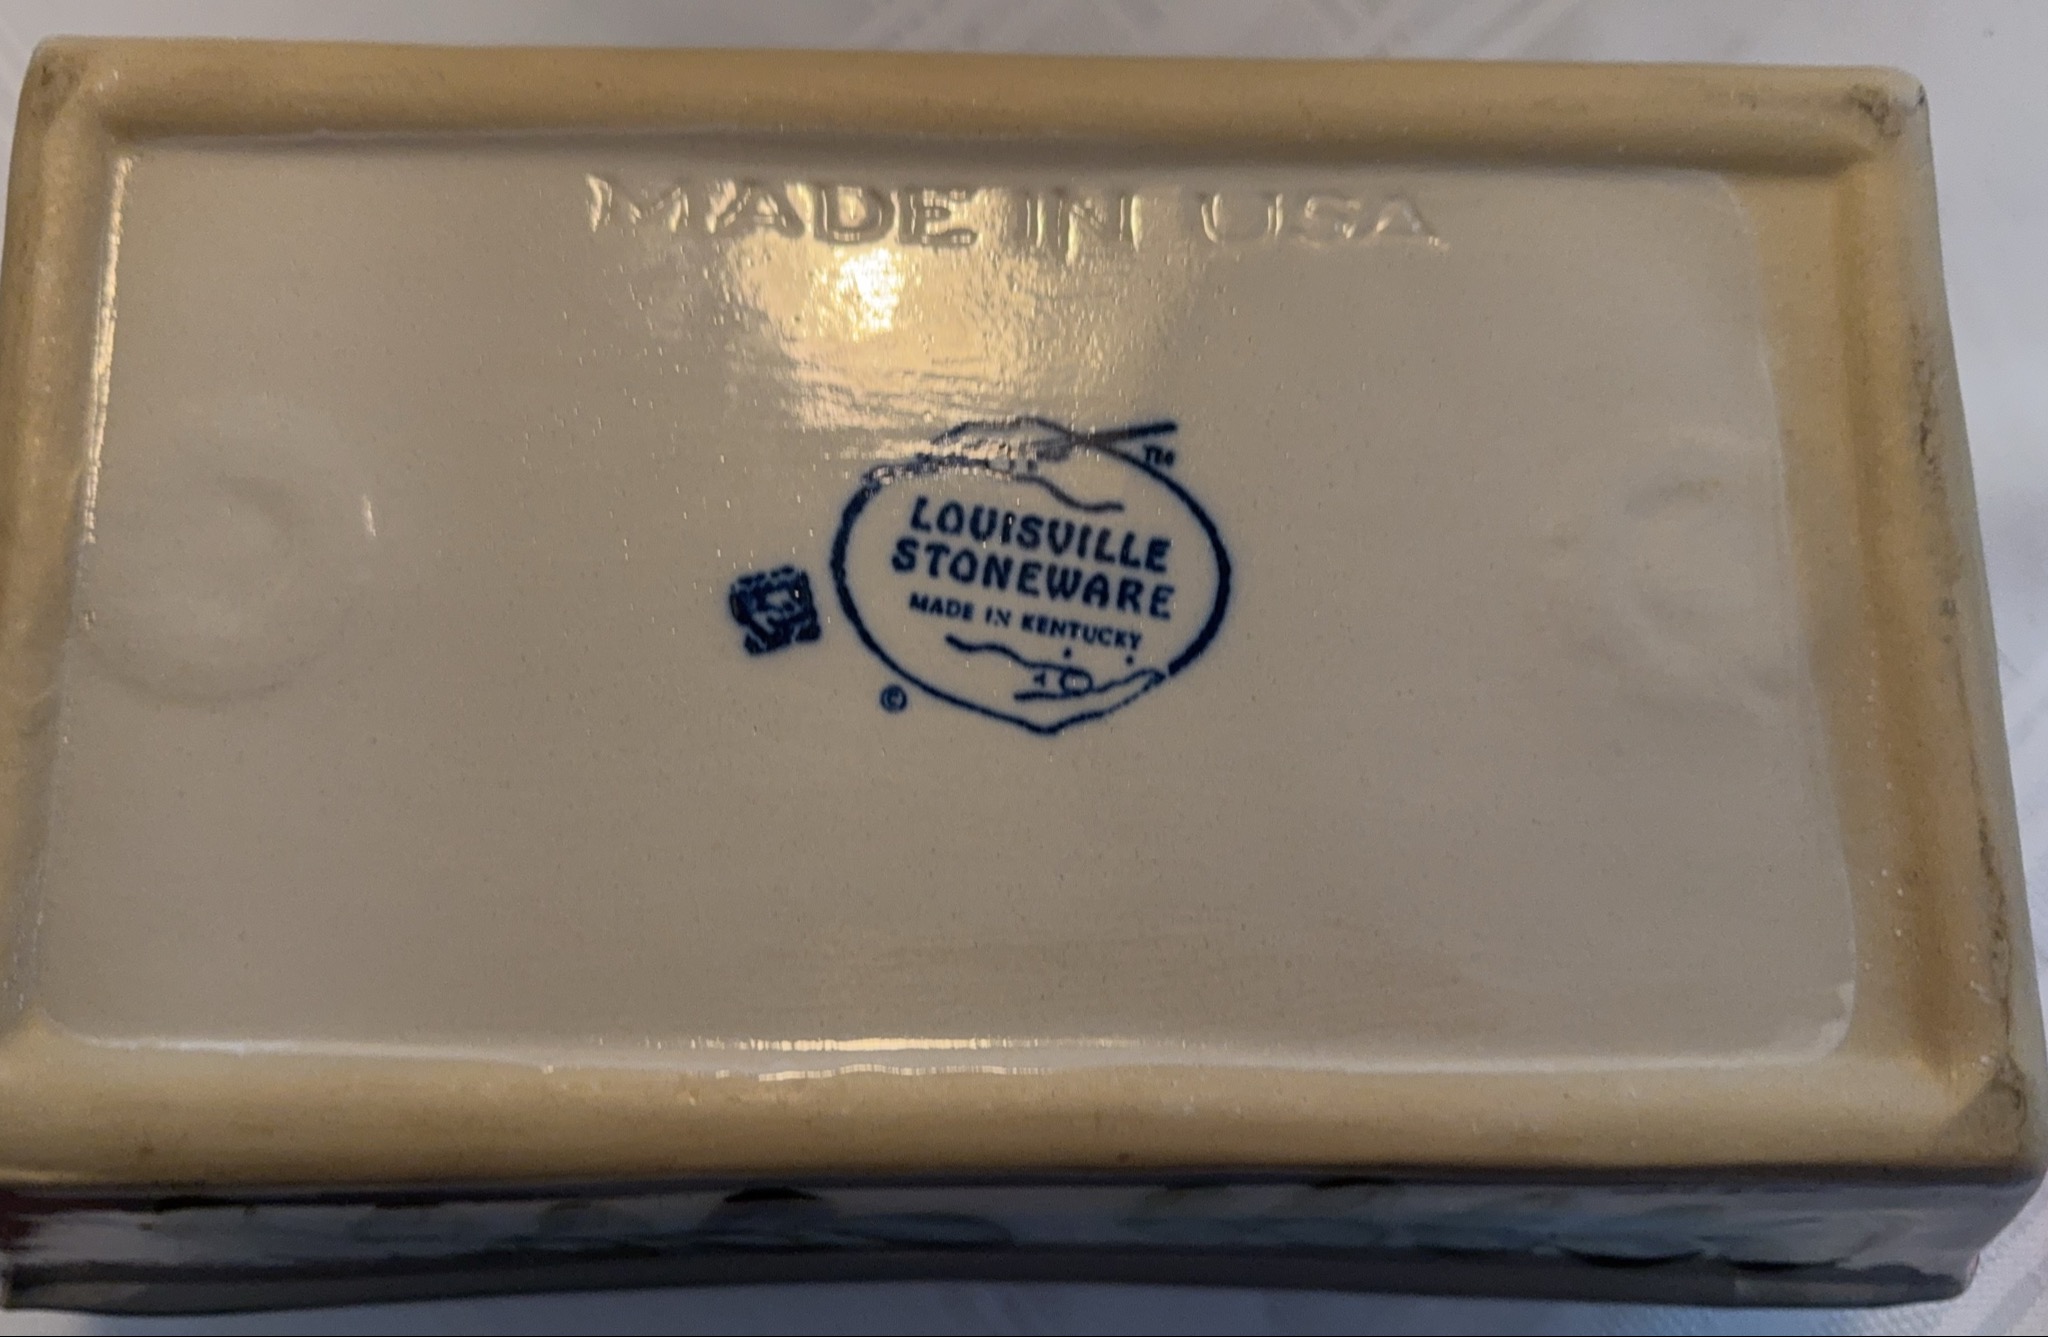 MADE IN USA
TM
LOUISVILLE
STONEWARE
MADE IN KENTUCKY
©